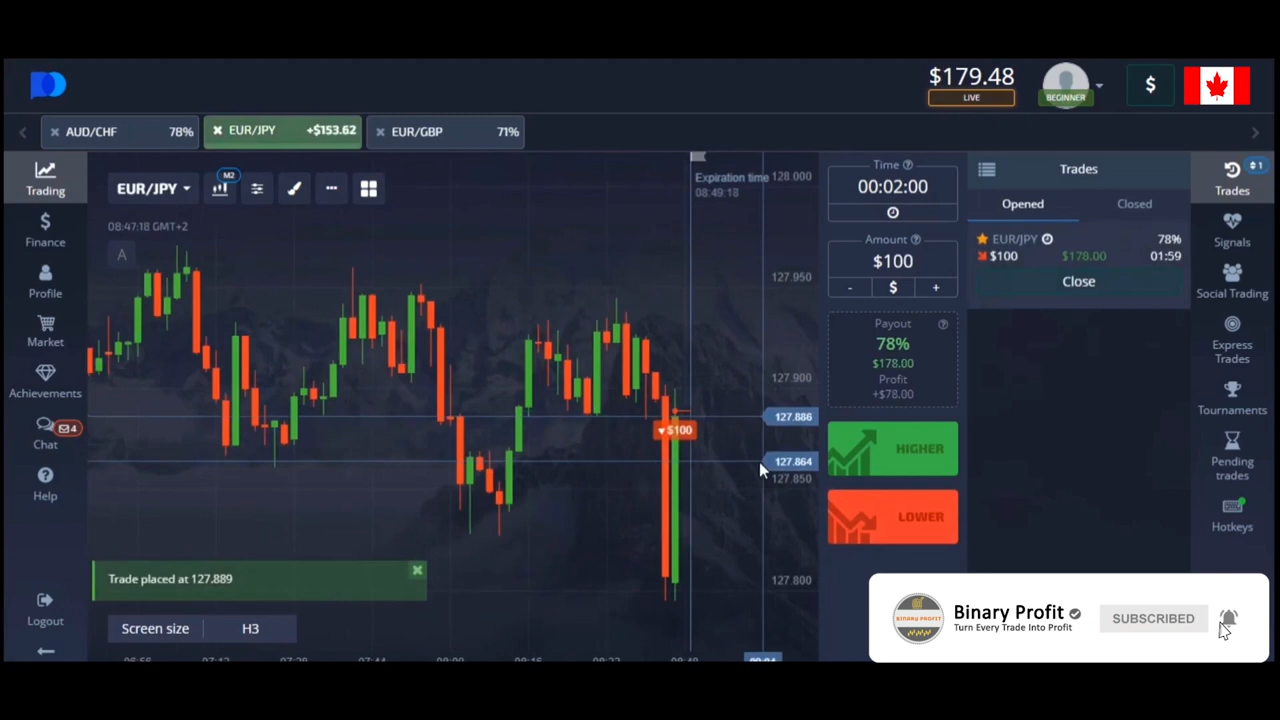 $179.48
LIVE
BEGINNER
$
AUD/CHF 78%
EUR/JPY +$153.62
EUR/GBP 71%
Trading
Finance
Profile
Market
Achievements
Chat 4
Help
Logout
EUR/JPY
M2
08:47:18 GMT+2
A
Expiration time
08:49:18
128.000
127.950
127.900
127.886
127.864
127.850
127.800
$100
Trade placed at 127.889
Screen size H3
08:48
Time
00:02:00
Amount
$100
- $ +
Payout
78%
$178.00
Profit
+$78.00
HIGHER
LOWER
Trades
Opened Closed
EUR/JPY 78%
$100 $178.00 01:59
Close
1
Trades
Signals
Social Trading
Express
Trades
Tournaments
Pending
trades
Hotkeys
Binary Profit
Turn Every Trade Into Profit
BINARY PROFIT
SUBSCRIBED